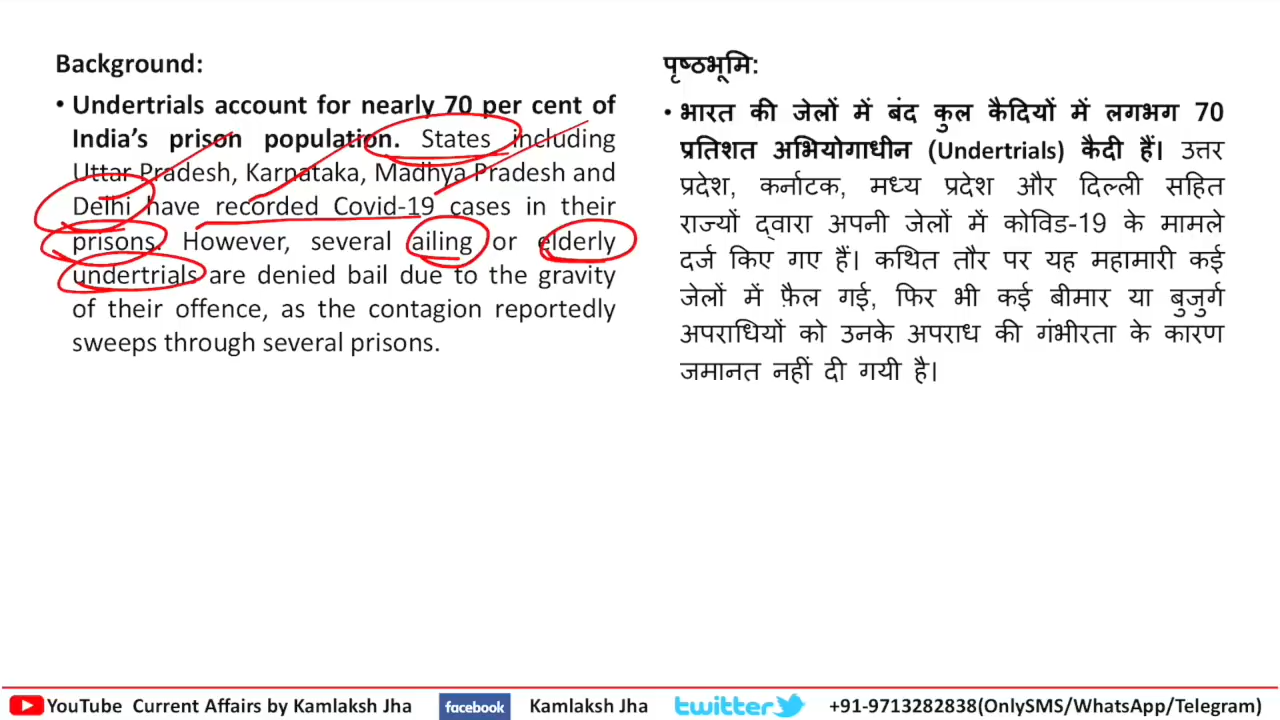 Background:
• Undertrials account for nearly 70 per cent of
India's prison population. States including
Uttar Pradesh, Karnataka, Madhya Pradesh and
Delhi have recorded Covid-19 cases in their
prisons. However, several ailing or elderly
undertrials are denied bail due to the gravity
of their offence, as the contagion reportedly
sweeps through several prisons.
पृष्ठभूमि:
• भारत की जेलों में बंद कुल कैदियों में लगभग 70
प्रतिशत अभियोगाधीन (Undertrials) कैदी हैं। उत्तर
प्रदेश, कर्नाटक, मध्य प्रदेश और दिल्ली सहित
राज्यों द्वारा अपनी जेलों में कोविड-19 के मामले
दर्ज किए गए हैं। कथित तौर पर यह महामारी कई
जेलों में फ़ैल गई, फिर भी कई बीमार या बुजुर्ग
अपराधियों को उनके अपराध की गंभीरता के कारण
जमानत नहीं दी गयी है।
YouTube Current Affairs by Kamlaksh Jha facebook Kamlaksh Jha twitter +91-9713282838(OnlySMS/WhatsApp/Telegram)